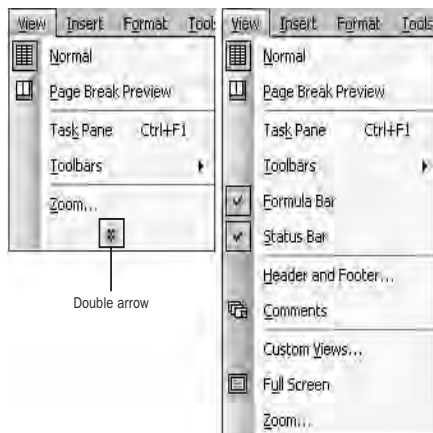 View Insert Format Tool
Normal
Page Break Preview
Task Pane Ctrl+F1
Toolbars
Zoom...
Double arrow
View Insert Format Tools
Normal
Page Break Preview
Task Pane Ctrl+F1
Toolbars
Formula Bar
Status Bar
Header and Footer...
Comments
Custom Views...
Full Screen
Zoom...